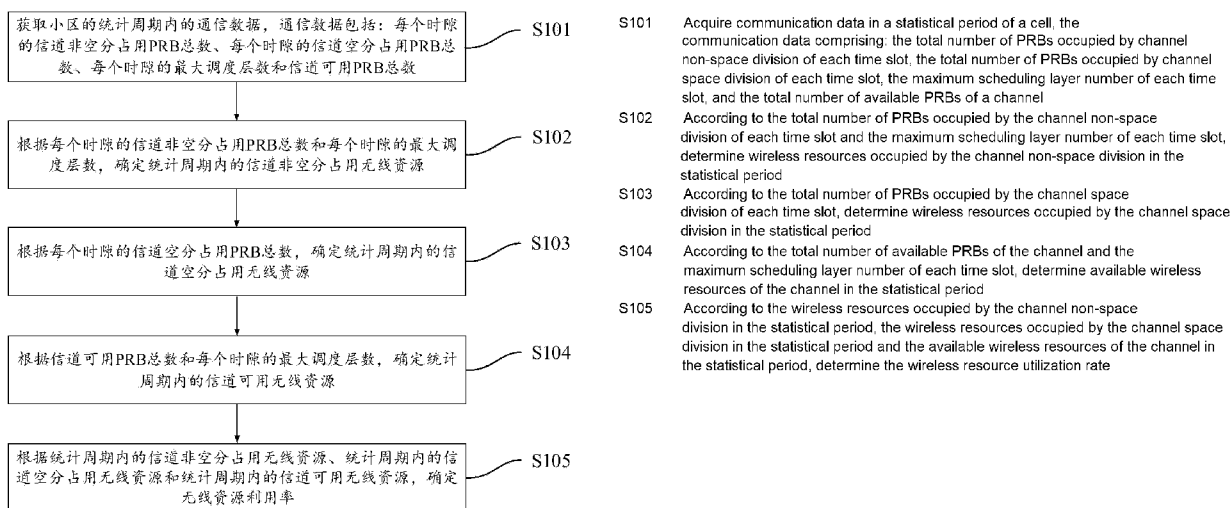 获取小区的统计周期内的通信数据，通信数据包括：每个时隙
的信道非空分占用PRB总数、每个时隙的信道空分占用PRB总
数、每个时隙的最大调度层数和信道可用PRB总数
S101
根据每个时隙的信道非空分占用PRB总数和每个时隙的最大调
度层数，确定统计周期内的信道非空分占用无线资源
S102
根据每个时隙的信道空分占用PRB总数，确定统计周期内的信
道空分占用无线资源
S103
根据信道可用PRB总数和每个时隙的最大调度层数，确定统计
周期内的信道可用无线资源
S104
根据统计周期内的信道非空分占用无线资源、统计周期内的信
道空分占用无线资源和统计周期内的信道可用无线资源，确定
无线资源利用率
S105
S101 Acquire communication data in a statistical period of a cell, the
communication data comprising: the total number of PRBs occupied by channel
non-space division of each time slot, the total number of PRBs occupied by channel
space division of each time slot, the maximum scheduling layer number of each time
slot, and the total number of available PRBs of a channel
S102 According to the total number of PRBs occupied by the channel non-space
division of each time slot and the maximum scheduling layer number of each time slot,
determine wireless resources occupied by the channel non-space division in the
statistical period
S103 According to the total number of PRBs occupied by the channel space
division of each time slot, determine wireless resources occupied by the channel space
division in the statistical period
S104 According to the total number of available PRBs of the channel and the
maximum scheduling layer number of each time slot, determine available wireless
resources of the channel in the statistical period
S105 According to the wireless resources occupied by the channel non-space
division in the statistical period, the wireless resources occupied by the channel space
division in the statistical period and the available wireless resources of the channel in
the statistical period, determine the wireless resource utilization rate